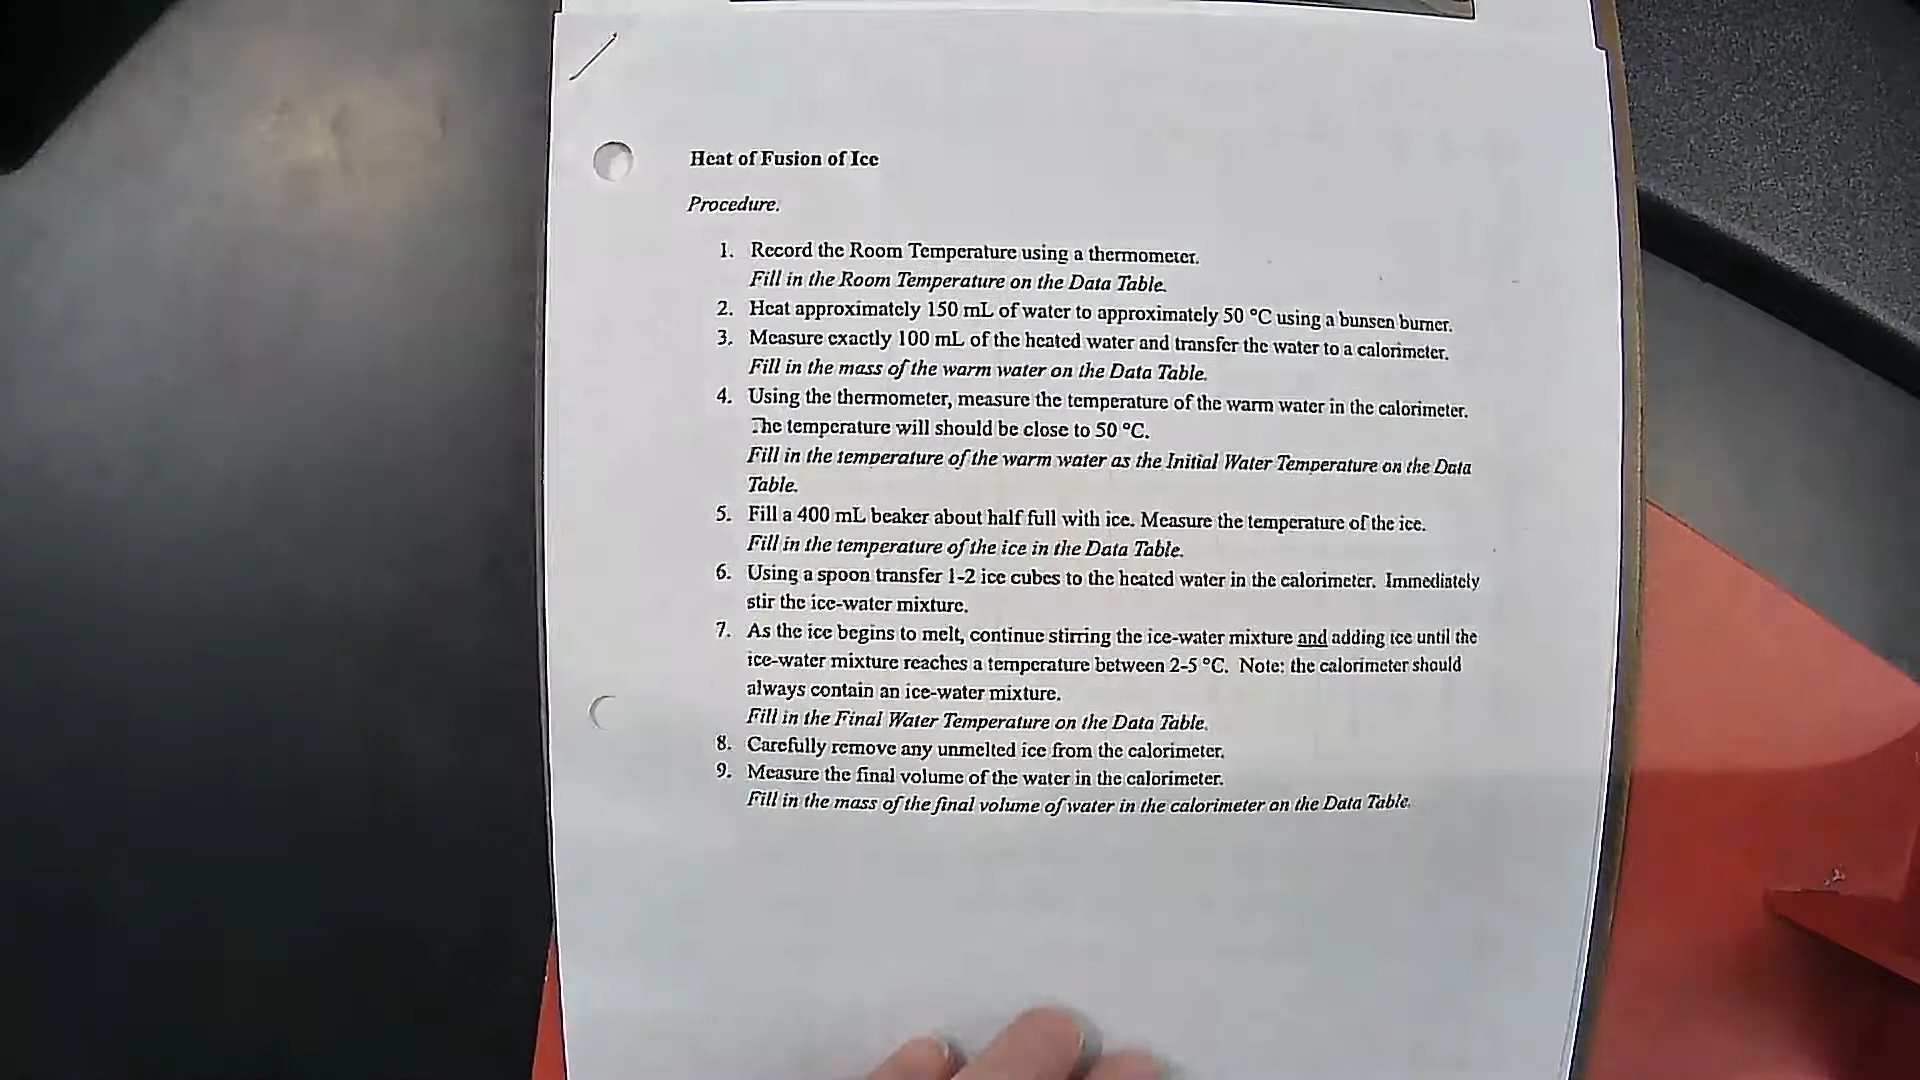 Heat of Fusion of Ice
Procedure.
1. Record the Room Temperature using a thermometer.
Fill in the Room Temperature on the Data Table.
2. Heat approximately 150 mL of water to approximately 50 °C using a bunsen burner.
3. Measure exactly 100 mL of the heated water and transfer the water to a calorimeter.
Fill in the mass of the warm water on the Data Table.
4. Using the thermometer, measure the temperature of the warm water in the calorimeter.
The temperature will should be close to 50 °C.
Fill in the temperature of the warm water as the Initial Water Temperature on the Data
Table.
5. Fill a 400 mL beaker about half full with ice. Measure the temperature of the ice.
Fill in the temperature of the ice in the Data Table.
6. Using a spoon transfer 1-2 ice cubes to the heated water in the calorimeter. Immediately
stir the ice-water mixture.
7. As the ice begins to melt, continue stirring the ice-water mixture and adding ice until the
ice-water mixture reaches a temperature between 2-5 °C. Note: the calorimeter should
always contain an ice-water mixture.
Fill in the Final Water Temperature on the Data Table.
8. Carefully remove any unmelted ice from the calorimeter.
9. Measure the final volume of the water in the calorimeter.
Fill in the mass of the final volume of water in the calorimeter on the Data Table.